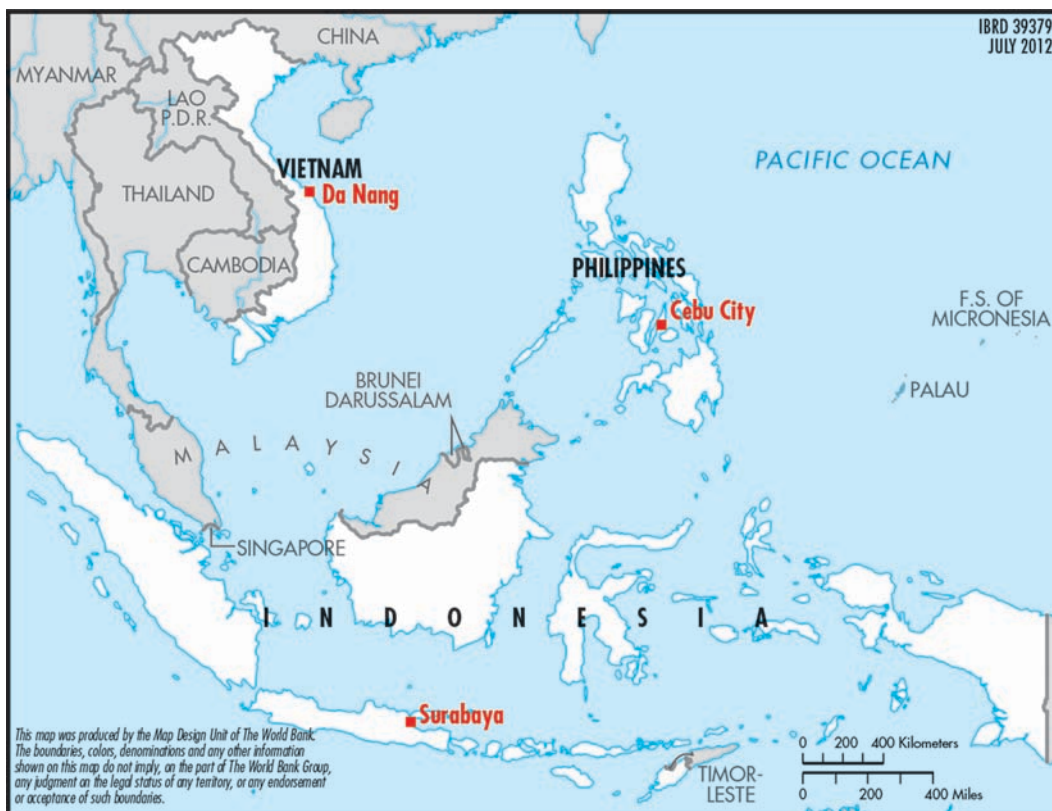 IBRD 39379
JULY 2012
CHINA
MYANMAR
LAO
P.D.R.
PACIFIC OCEAN
VIETNAM
Da Nang
THAILAND
CAMBODIA
PHILIPPINES
Cebu City
F.S. OF
MICRONESIA
PALAU
BRUNEI
DARUSSALAM
MALAYSIA
SINGAPORE
INDONESIA
Surabaya
This map was produced by the Map Design Unit of The World Bank.
The boundaries, colors, denominations and any other information
shown on this map do not imply, on the part of The World Bank Group,
any judgment on the legal status of any territory, or any endorsement
or acceptance of such boundaries.
TIMOR-
LESTE
0 200 400 Kilometers
0 200 400 Miles